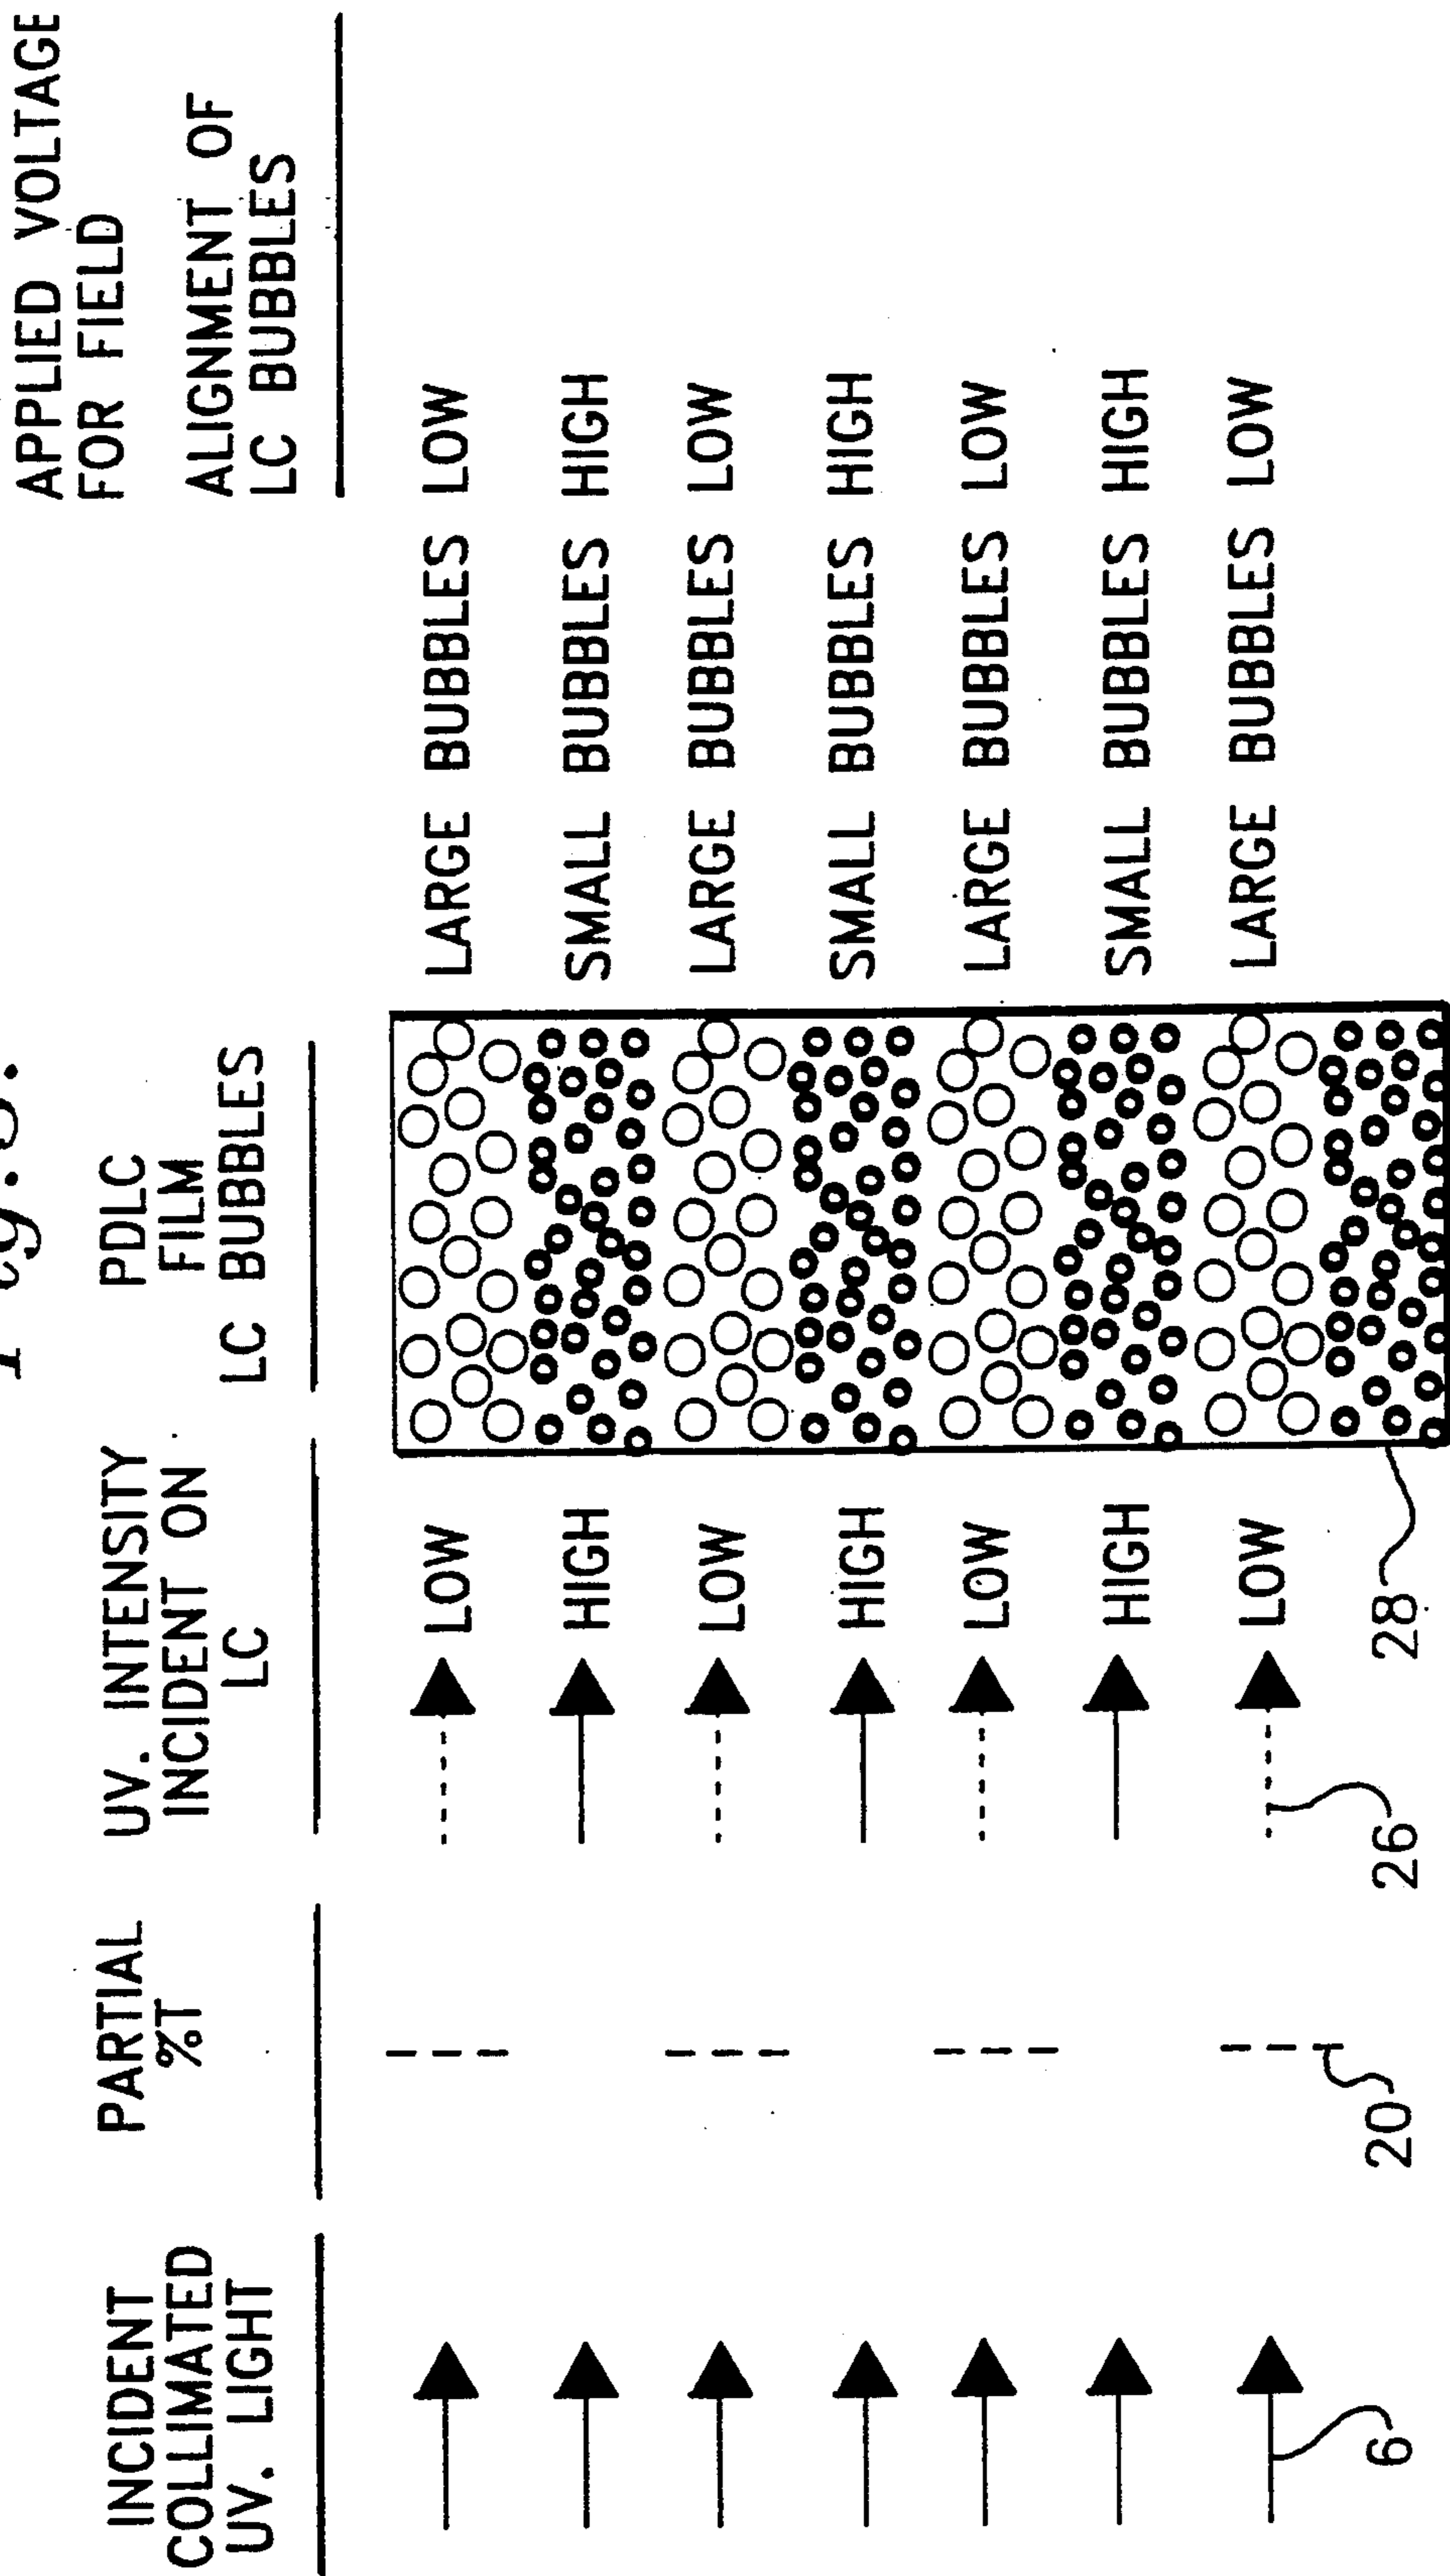 Fig. 3.
INCIDENT
COLLIMATED
UV. LIGHT
PARTIAL
%T
UV. INTENSITY
INCIDENT ON
LC
PDLC
FILM
LC BUBBLES
APPLIED VOLTAGE
FOR FIELD
ALIGNMENT OF
LC BUBBLES
LOW LARGE BUBBLES LOW
HIGH SMALL BUBBLES HIGH
LOW LARGE BUBBLES LOW
HIGH SMALL BUBBLES HIGH
LOW LARGE BUBBLES LOW
HIGH SMALL BUBBLES HIGH
LOW LARGE BUBBLES LOW
6
20
26
28